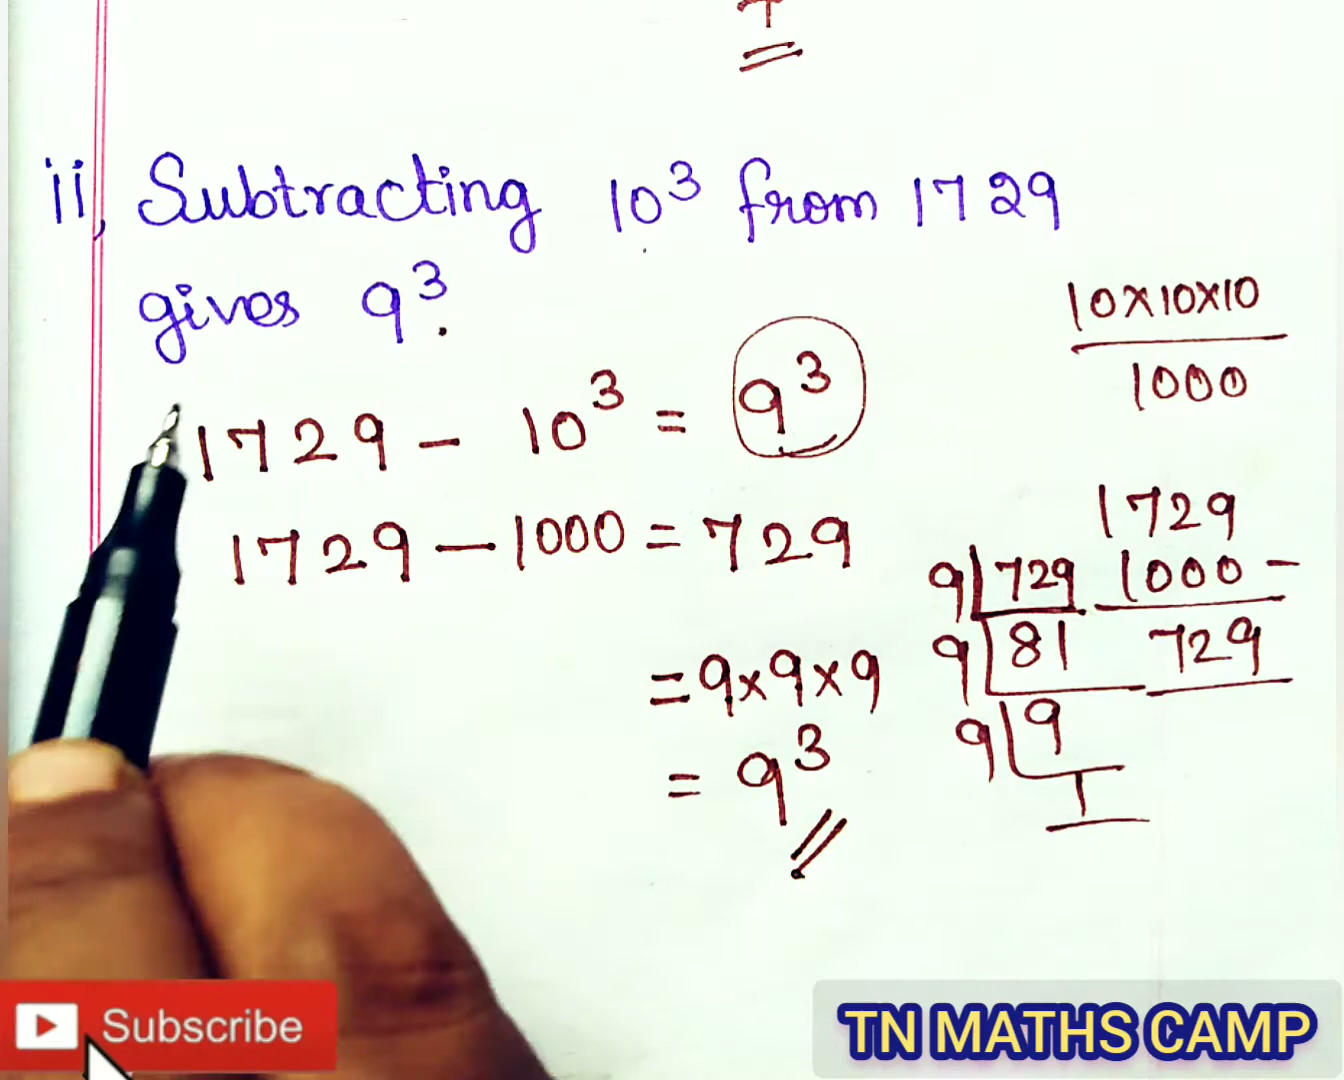 ii, Subtracting 10³ from 1729
gives 9³.
1729 - 10³ = 9³
10×10×10
1000
1729 - 1000 = 729
= 9×9×9
= 9³
1729
1000 -
729
9 729
9 81
9 9
1
Subscribe
TN MATHS CAMP